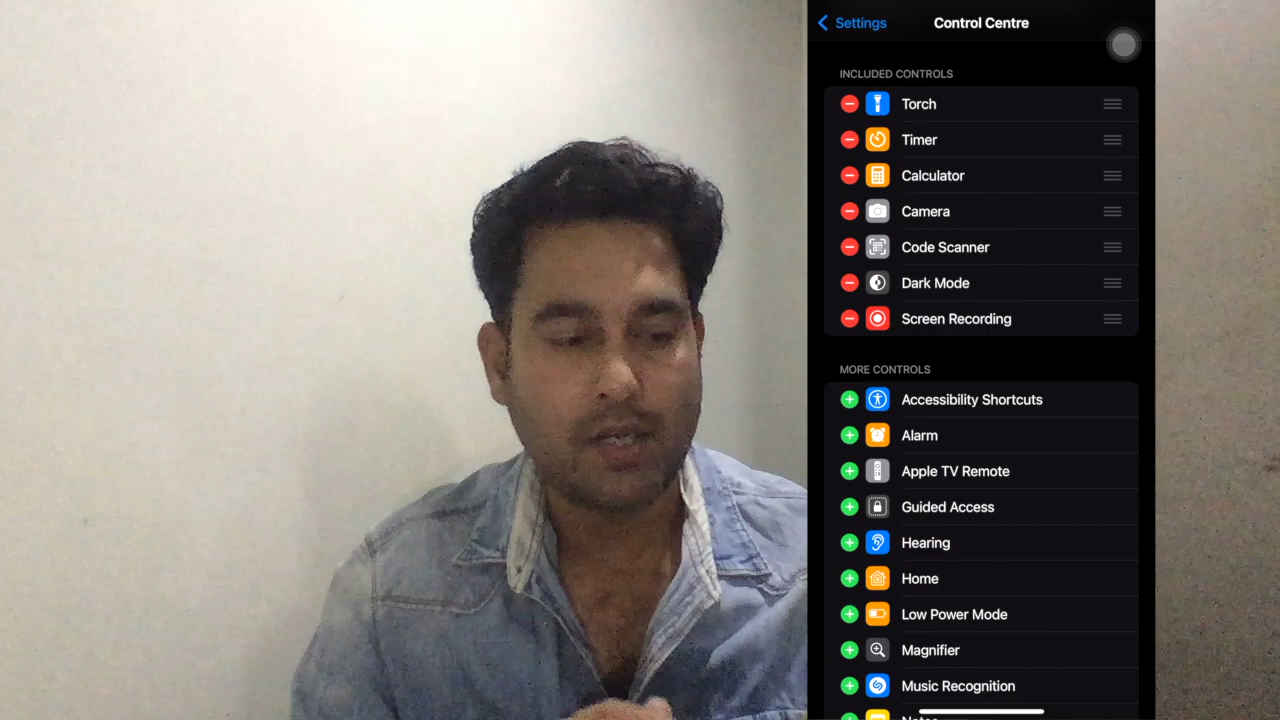 Settings
Control Centre
INCLUDED CONTROLS
Torch
Timer
Calculator
Camera
Code Scanner
Dark Mode
Screen Recording
MORE CONTROLS
Accessibility Shortcuts
Alarm
Apple TV Remote
Guided Access
Hearing
Home
Low Power Mode
Magnifier
Music Recognition